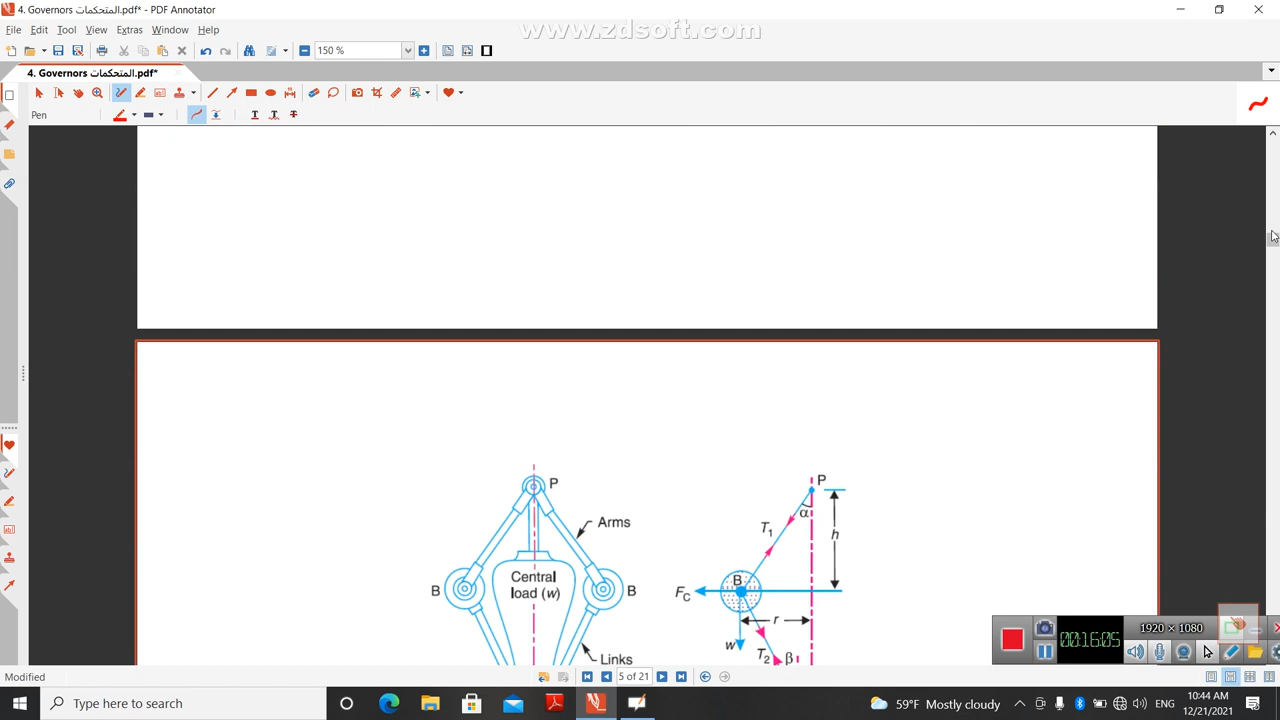 4. Governors المتحكمات.pdf* - PDF Annotator
www.zdsoft.com
File Edit View Tool Extras Window Help
150 %
4. Governors المتحكمات.pdf*
Pen
P
Arms
B
Central
load (w)
B
Links
P
α
T1
h
B
FC
r
w
T2
β
1920 × 1080
00:16:05
Modified
5 of 21
Type here to search
59°F Mostly cloudy
ENG
10:44 AM
12/21/2021